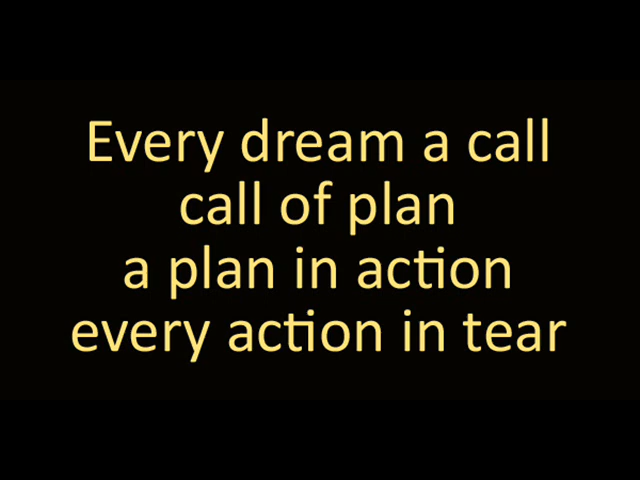 Every dream a call
call of plan
a plan in action
every action in tear